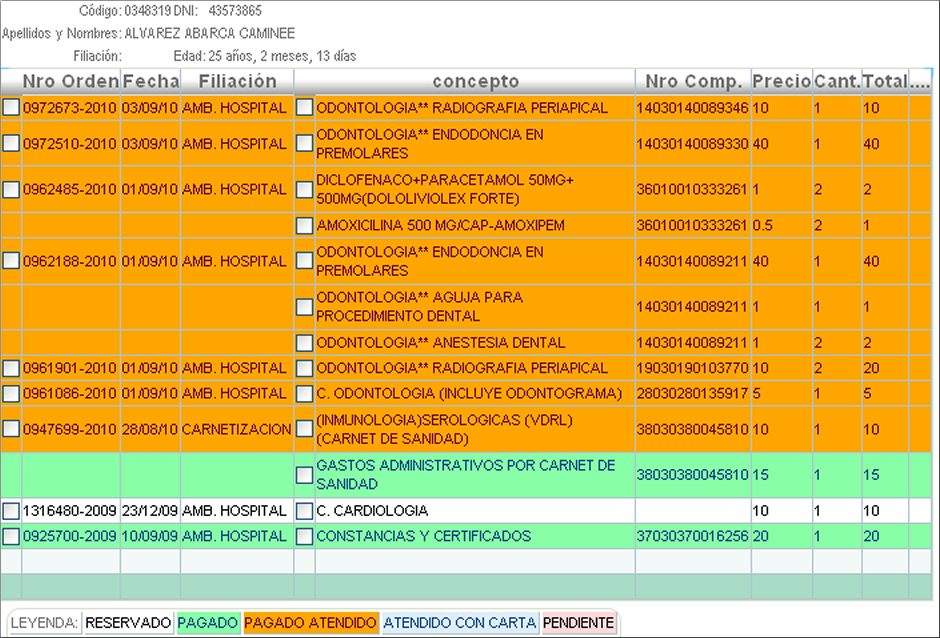 Código: 0348319 DNI: 43573865
Apellidos y Nombres: ALVAREZ ABARCA CAMINEE
Filiación: Edad: 25 años, 2 meses, 13 días
Nro Orden Fecha Filiación concepto Nro Comp. Precio Cant. Total ....
0972673-2010 03/09/10 AMB. HOSPITAL ODONTOLOGIA** RADIOGRAFIA PERIAPICAL 14030140089346 10 1 10
0972510-2010 03/09/10 AMB. HOSPITAL ODONTOLOGIA** ENDODONCIA EN
PREMOLARES 14030140089330 40 1 40
0962485-2010 01/09/10 AMB. HOSPITAL DICLOFENACO+PARACETAMOL 50MG+
500MG(DOLOLIVIOLEX FORTE) 36010010333261 1 2 2
AMOXICILINA 500 MG/CAP-AMOXIPEM 36010010333261 0.5 2 1
0962188-2010 01/09/10 AMB. HOSPITAL ODONTOLOGIA** ENDODONCIA EN
PREMOLARES 14030140089211 40 1 40
ODONTOLOGIA** AGUJA PARA
PROCEDIMIENTO DENTAL 14030140089211 1 1 1
ODONTOLOGIA** ANESTESIA DENTAL 14030140089211 1 2 2
0961901-2010 01/09/10 AMB. HOSPITAL ODONTOLOGIA** RADIOGRAFIA PERIAPICAL 19030190103770 10 2 20
0961086-2010 01/09/10 AMB. HOSPITAL C. ODONTOLOGIA (INCLUYE ODONTOGRAMA) 28030280135917 5 1 5
0947699-2010 28/08/10 CARNETIZACION (INMUNOLOGIA)SEROLOGICAS (VDRL)
(CARNET DE SANIDAD) 38030380045810 10 1 10
GASTOS ADMINISTRATIVOS POR CARNET DE
SANIDAD 38030380045810 15 1 15
1316480-2009 23/12/09 AMB. HOSPITAL C. CARDIOLOGIA 10 1 10
0925700-2009 10/09/09 AMB. HOSPITAL CONSTANCIAS Y CERTIFICADOS 37030370016256 20 1 20
LEYENDA: RESERVADO PAGADO PAGADO ATENDIDO ATENDIDO CON CARTA PENDIENTE